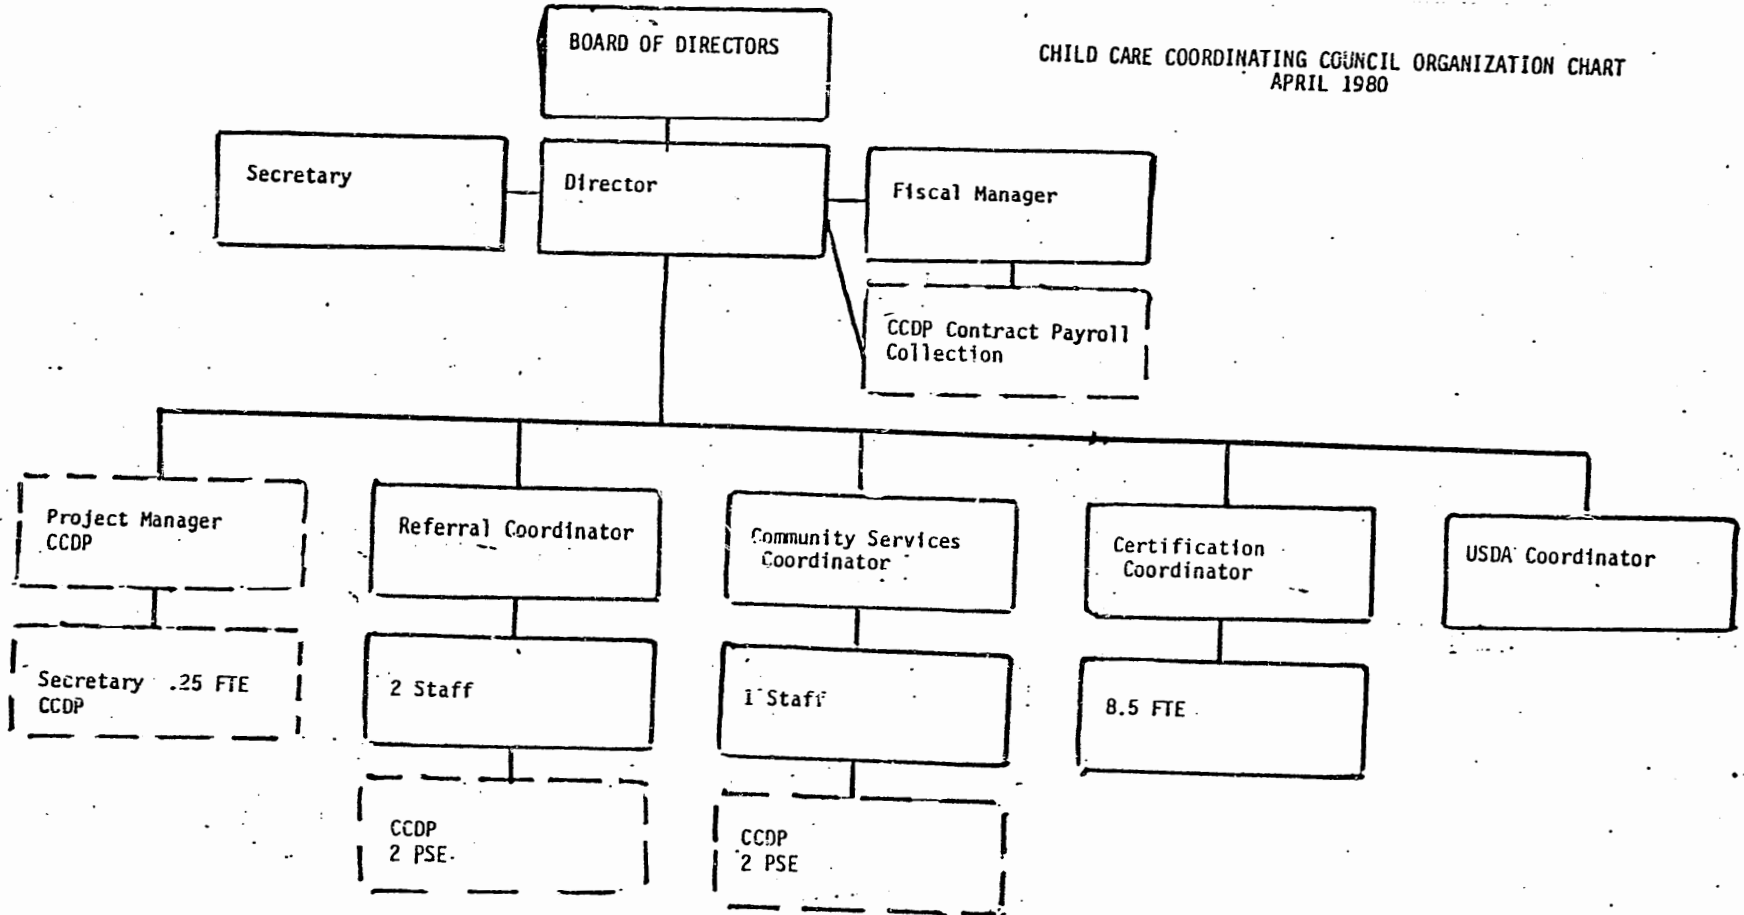 BOARD OF DIRECTORS
CHILD CARE COORDINATING COUNCIL ORGANIZATION CHART
APRIL 1980
Secretary
Director
Fiscal Manager
CCDP Contract Payroll
Collection
Project Manager
CCDP
Referral Coordinator
Community Services
Coordinator
Certification
Coordinator
USDA Coordinator
Secretary .25 FTE
CCDP
2 Staff
1 Staff
8.5 FTE
CCDP
2 PSE
CCDP
2 PSE